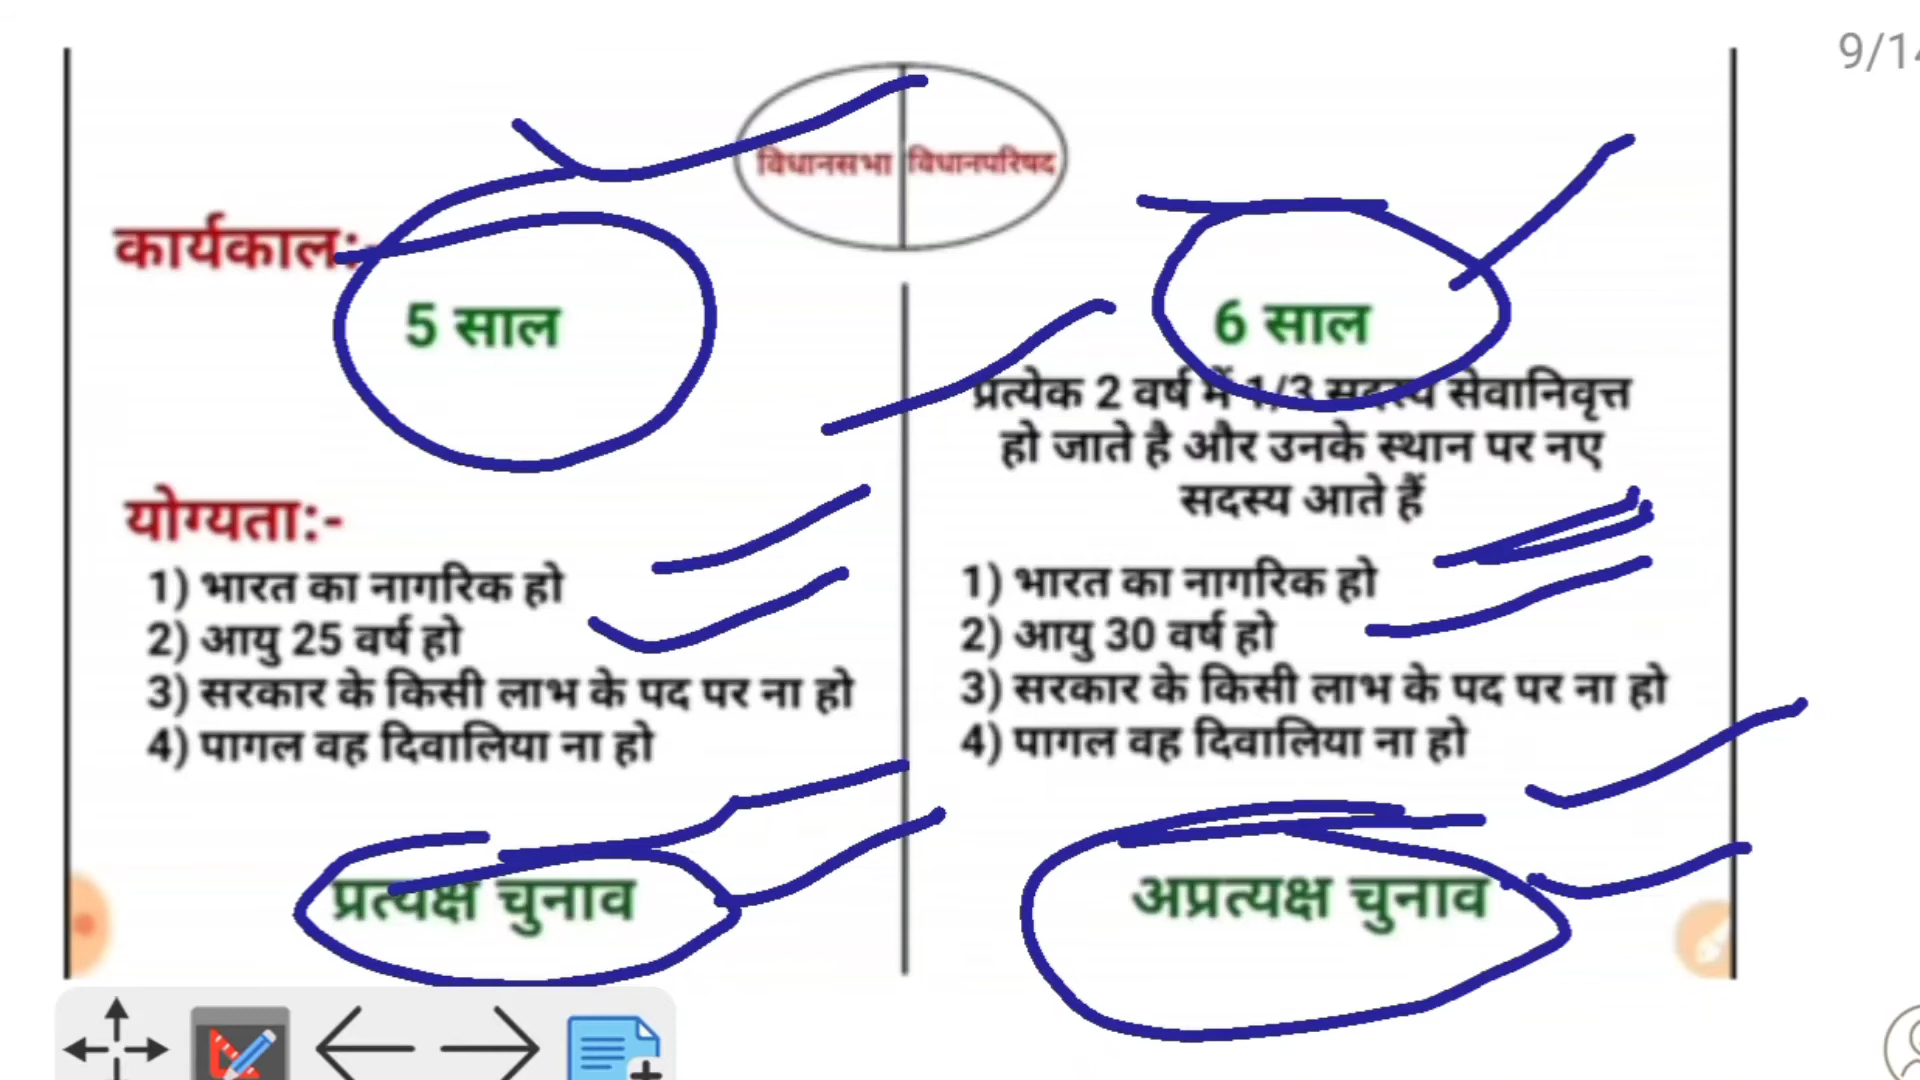 9/14
विधानसभा विधानपरिषद
कार्यकाल:-
5 साल
6 साल
प्रत्येक 2 वर्ष में 1/3 सदस्य सेवानिवृत्त
हो जाते है और उनके स्थान पर नए
सदस्य आते हैं
योग्यता:-
1) भारत का नागरिक हो
2) आयु 25 वर्ष हो
3) सरकार के किसी लाभ के पद पर ना हो
4) पागल वह दिवालिया ना हो
1) भारत का नागरिक हो
2) आयु 30 वर्ष हो
3) सरकार के किसी लाभ के पद पर ना हो
4) पागल वह दिवालिया ना हो
प्रत्यक्ष चुनाव
अप्रत्यक्ष चुनाव